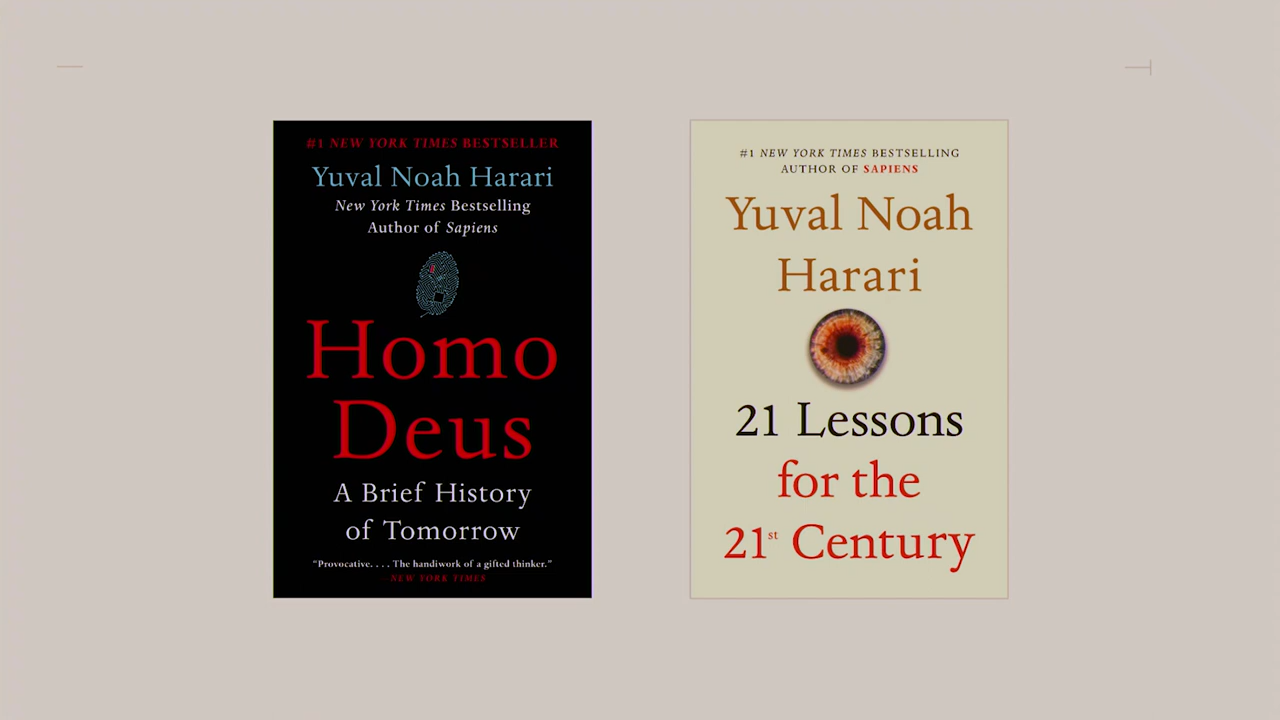 #1 NEW YORK TIMES BESTSELLER
Yuval Noah Harari
New York Times Bestselling
Author of Sapiens
Homo
Deus
A Brief History
of Tomorrow
"Provocative. . . . The handiwork of a gifted thinker."
—NEW YORK TIMES
#1 NEW YORK TIMES BESTSELLING
AUTHOR OF SAPIENS
Yuval Noah
Harari
21 Lessons
for the
21st Century